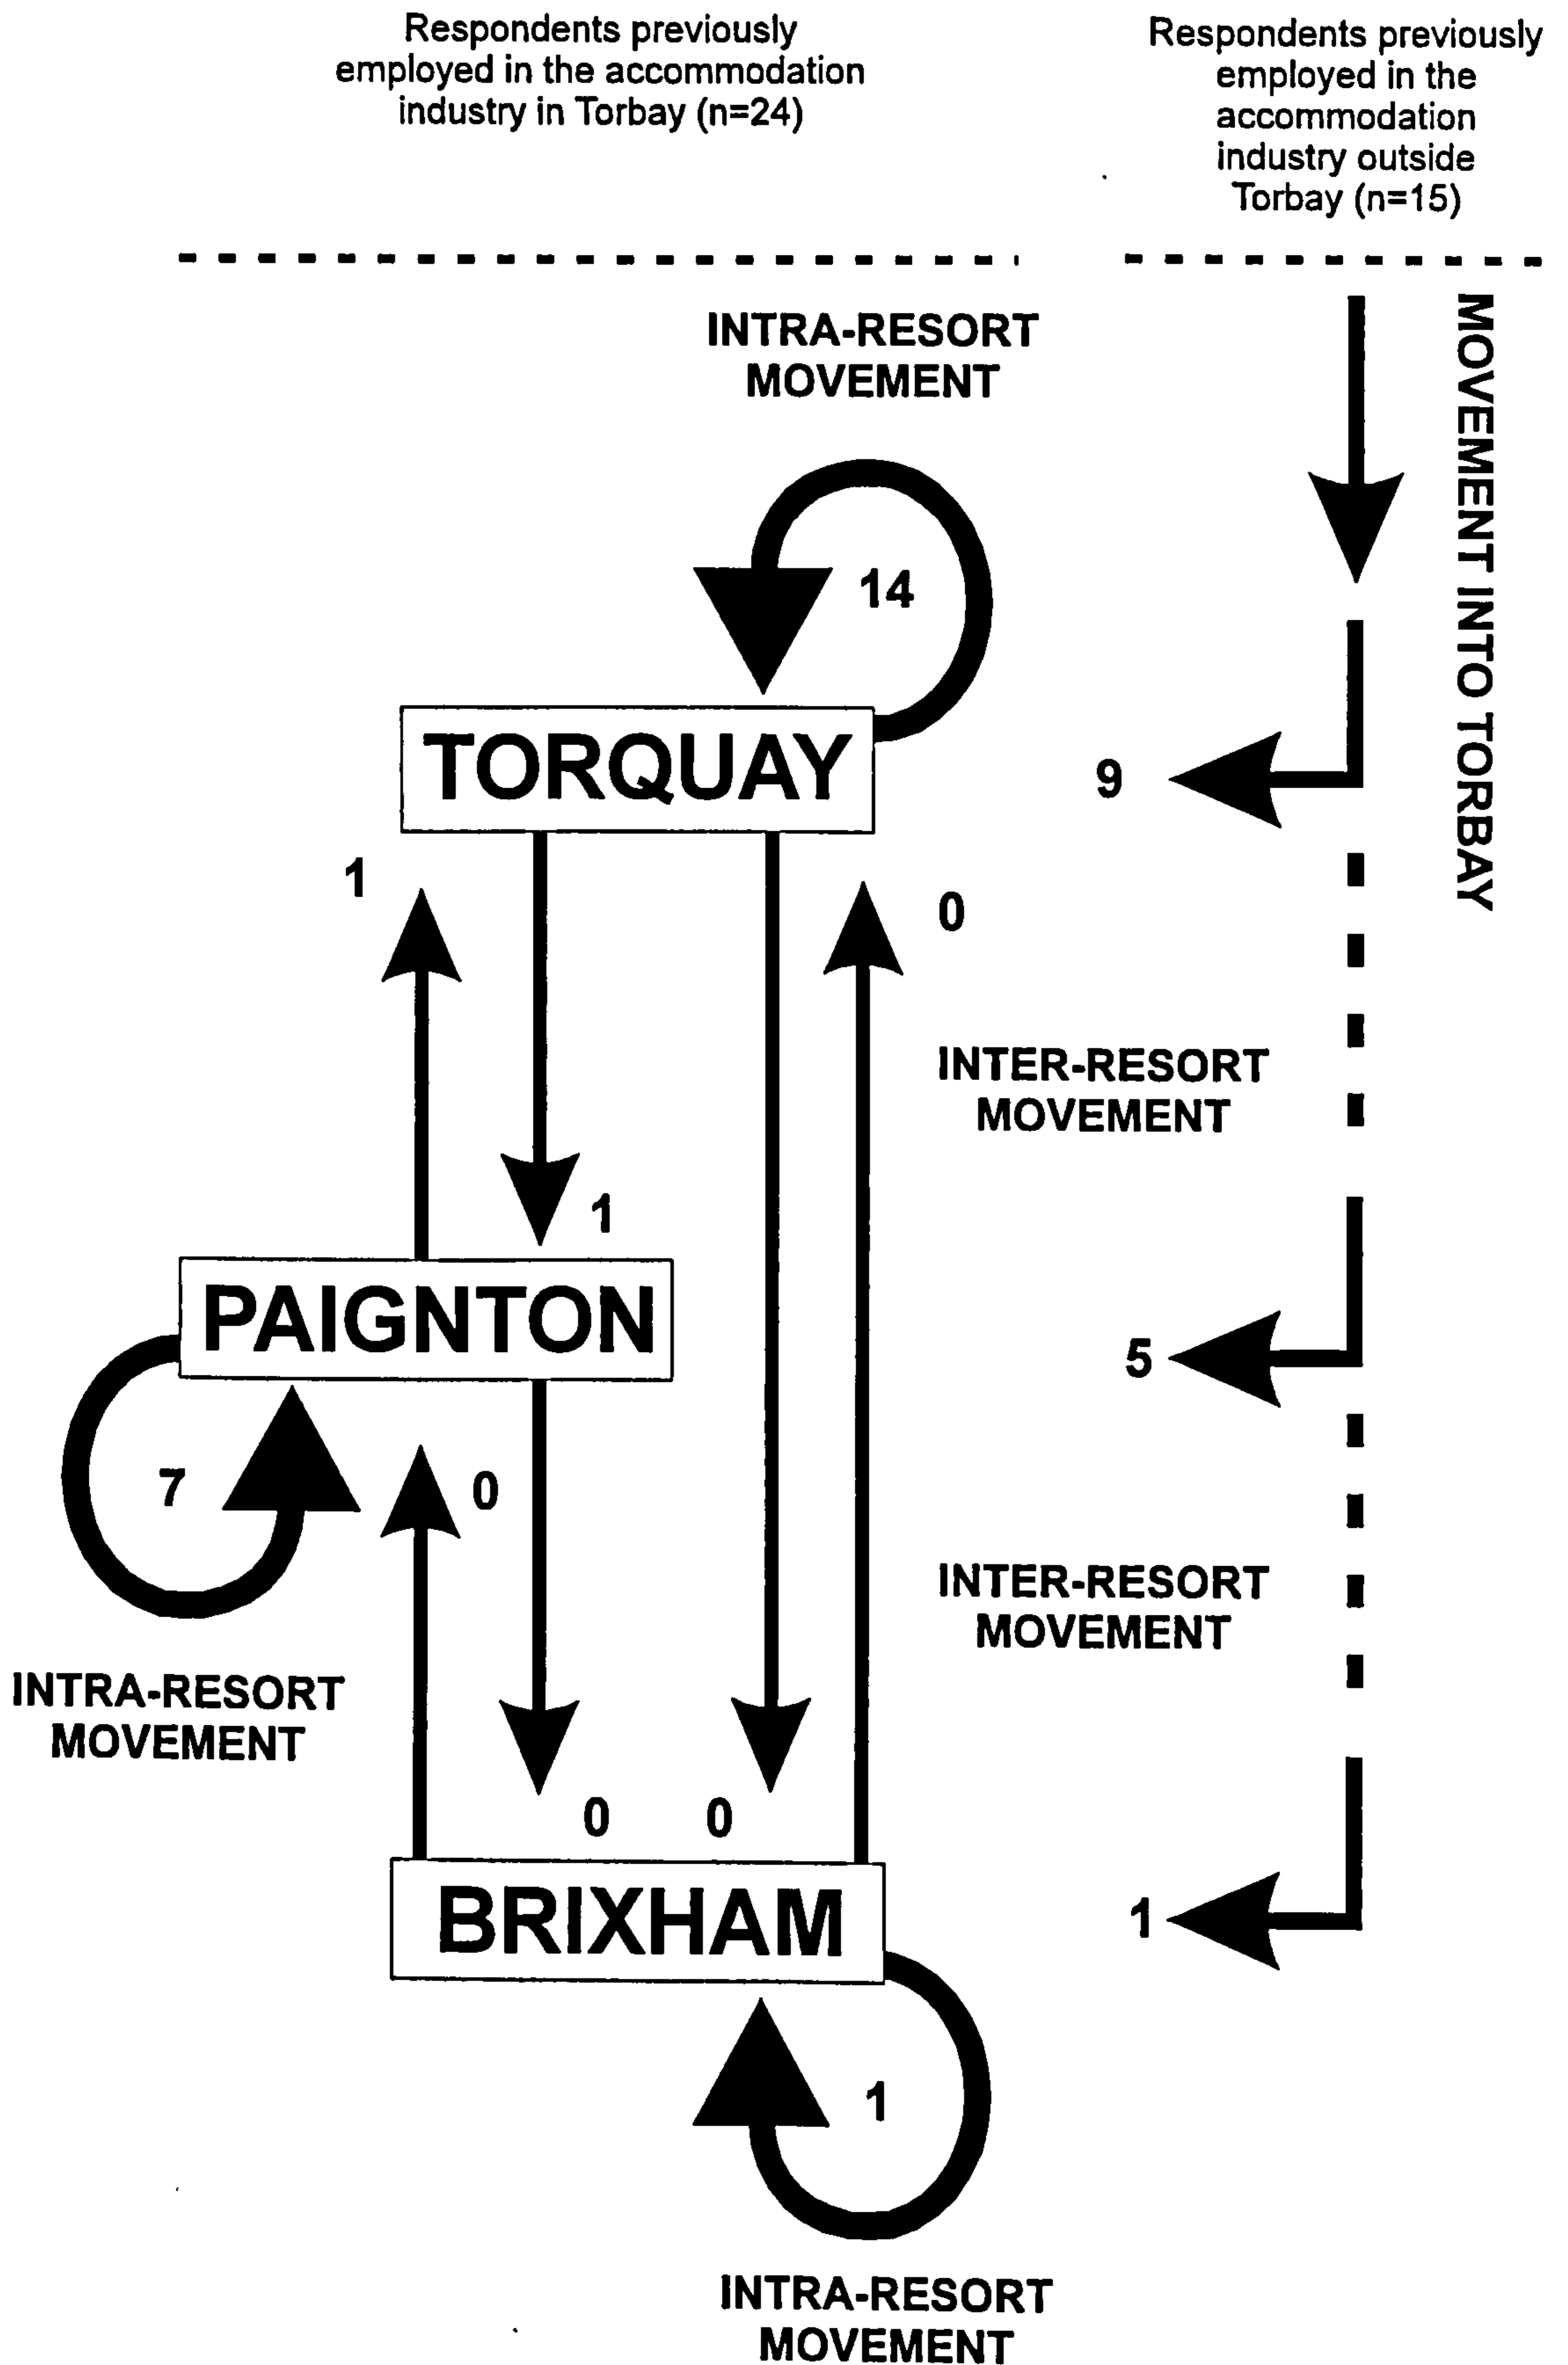 Respondents previously
employed in the accommodation
industry in Torbay (n=24)
Respondents previously
employed in the
accommodation
industry outside
Torbay (n=15)
INTRA-RESORT
MOVEMENT
MOVEMENT INTO TORBAY
14
TORQUAY
9
1
0
INTER-RESORT
MOVEMENT
1
PAIGNTON
5
7
0
INTER-RESORT
MOVEMENT
INTRA-RESORT
MOVEMENT
0
0
BRIXHAM
1
1
INTRA-RESORT
MOVEMENT